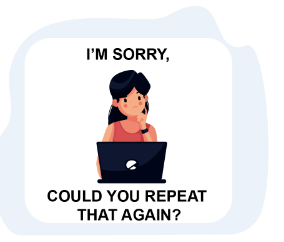 I'M SORRY,
COULD YOU REPEAT
THAT AGAIN?